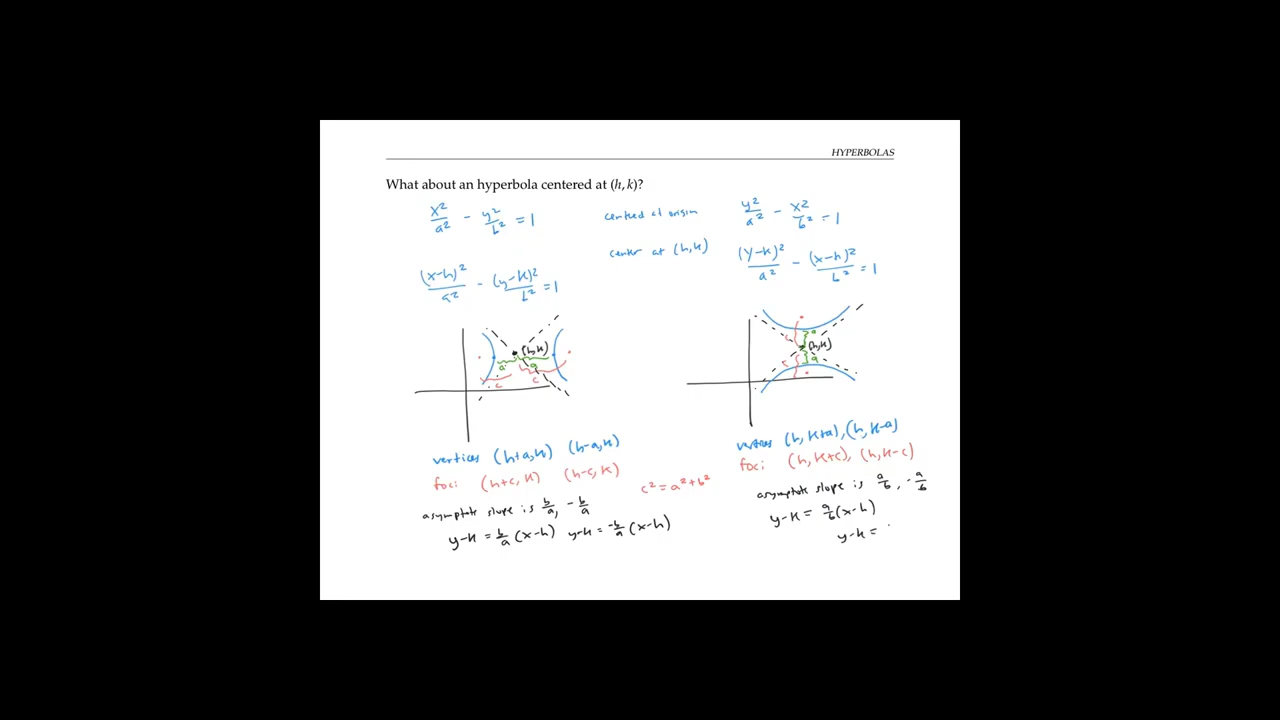 HYPERBOLAS
What about an hyperbola centered at (h, k)?
x²/a² - y²/b² = 1
centered at origin
y²/a² - x²/b² = 1
center at (h, k)
(x-h)²/a² - (y-k)²/b² = 1
(y-k)²/a² - (x-h)²/b² = 1
(h, k)
a a
c c
(h, k)
a
a
c
c
vertices (h+a, k) (h-a, k)
foci: (h+c, k) (h-c, k)
c² = a² + b²
asymptote slope is b/a, -b/a
y-k = b/a (x-h) y-k = -b/a (x-h)
vertices (h, k+a), (h, k-a)
foci: (h, k+c), (h, k-c)
asymptote slope is a/b, -a/b
y-k = a/b (x-h)
y-k =